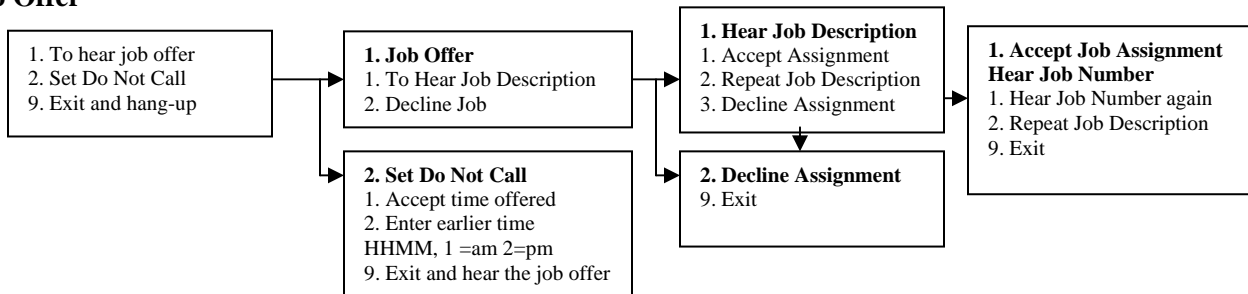 Offer
1. To hear job offer
2. Set Do Not Call
9. Exit and hang-up
1. Job Offer
1. To Hear Job Description
2. Decline Job
2. Set Do Not Call
1. Accept time offered
2. Enter earlier time
HHMM, 1 =am 2=pm
9. Exit and hear the job offer
1. Hear Job Description
1. Accept Assignment
2. Repeat Job Description
3. Decline Assignment
2. Decline Assignment
9. Exit
1. Accept Job Assignment
Hear Job Number
1. Hear Job Number again
2. Repeat Job Description
9. Exit